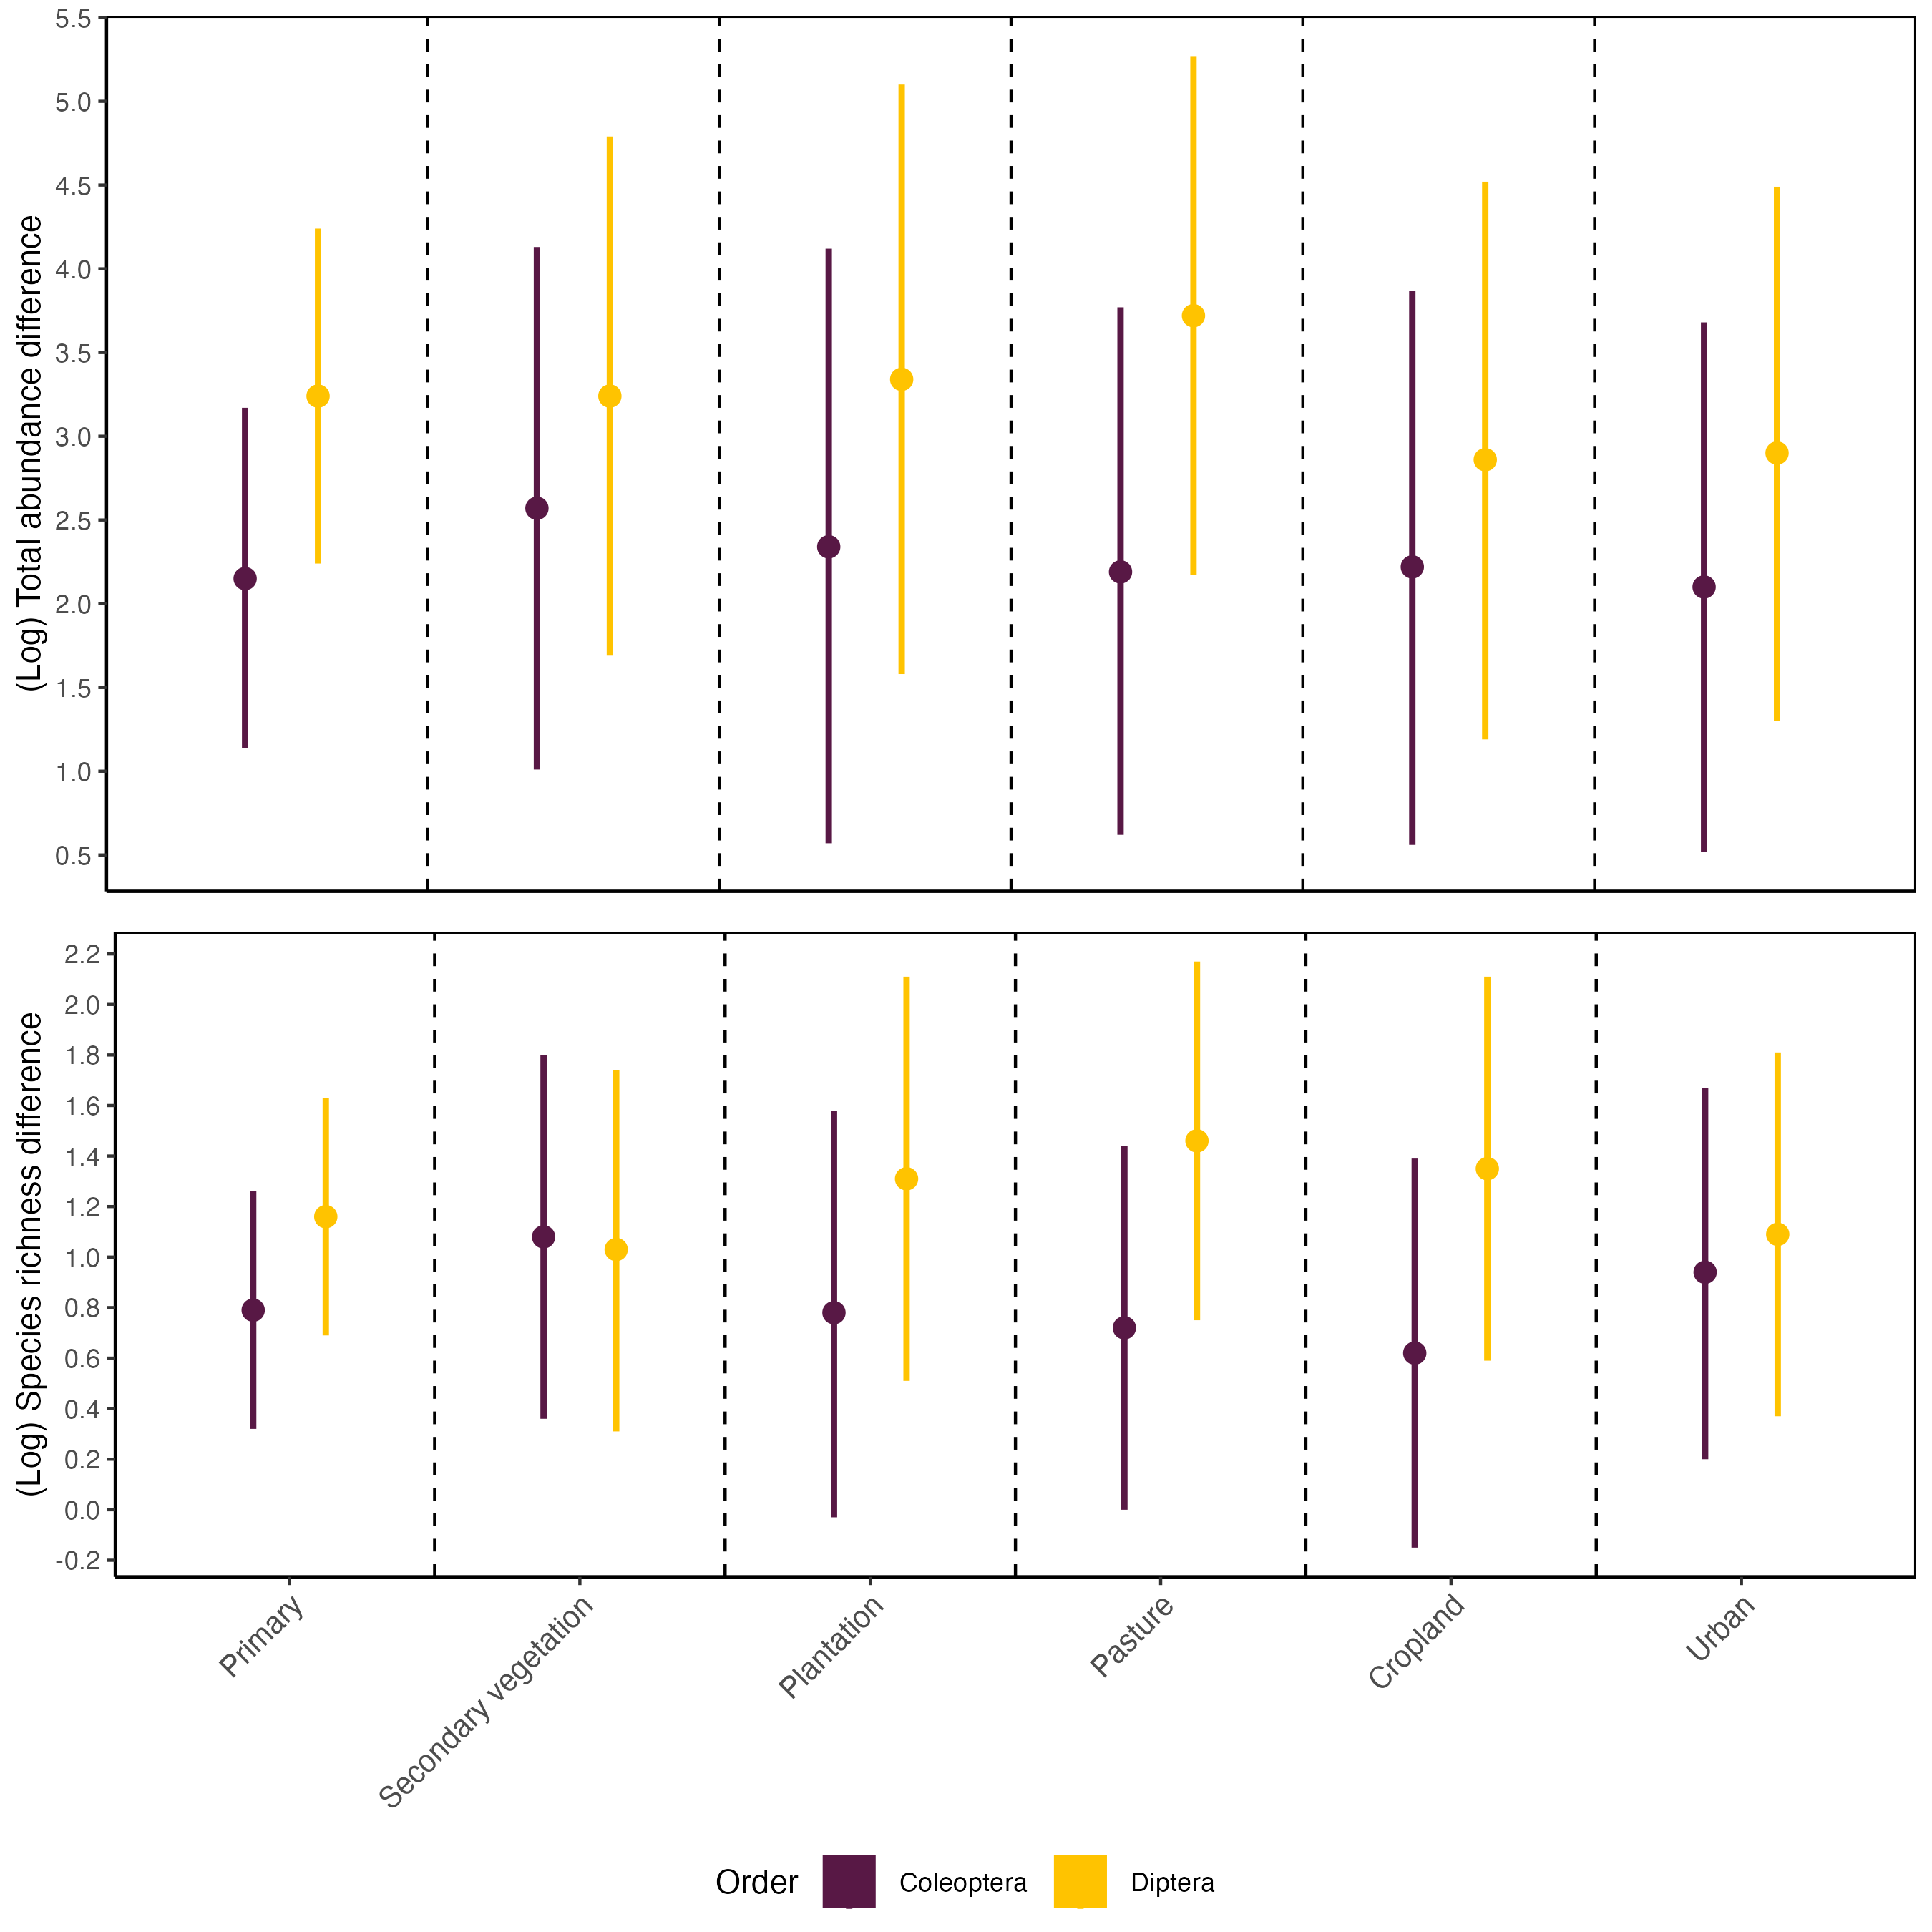 (Log) Total abundance difference
5.5
5.0
4.5
4.0
3.5
3.0
2.5
2.0
1.5
1.0
0.5
(Log) Species richness difference
2.2
2.0
1.8
1.6
1.4
1.2
1.0
0.8
0.6
0.4
0.2
0.0
-0.2
Primary
Secondary vegetation
Plantation
Pasture
Cropland
Urban
Order Coleoptera Diptera